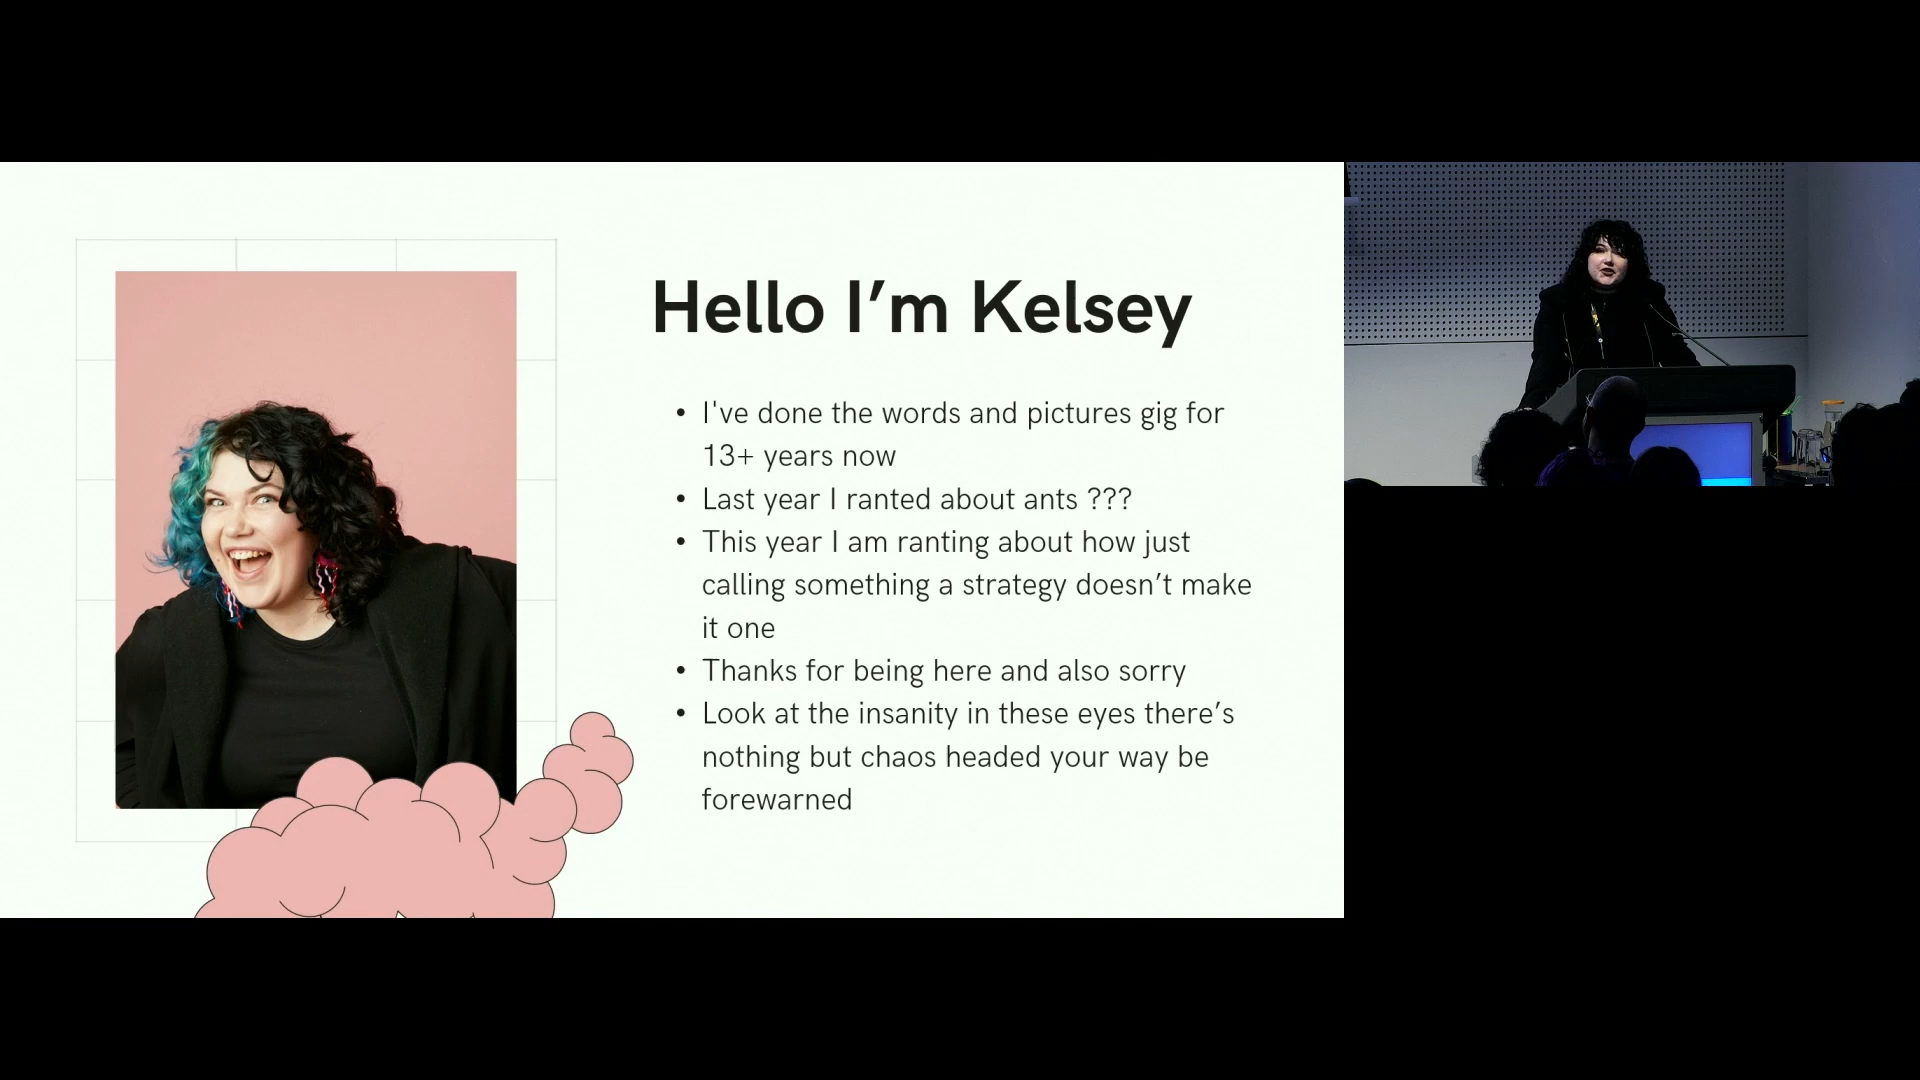 Hello I’m Kelsey
• I've done the words and pictures gig for
13+ years now
• Last year I ranted about ants ???
• This year I am ranting about how just
calling something a strategy doesn’t make
it one
• Thanks for being here and also sorry
• Look at the insanity in these eyes there’s
nothing but chaos headed your way be
forewarned